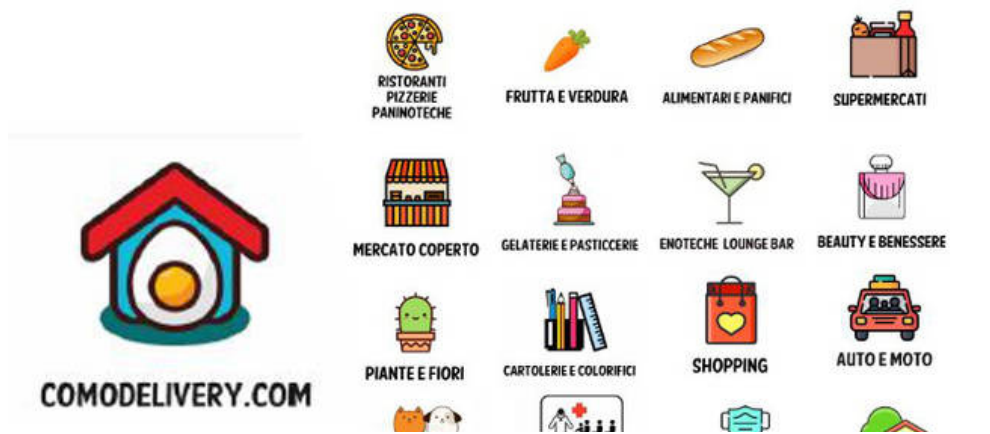 RISTORANTI
PIZZERIE
PANINOTECHE
FRUTTA E VERDURA
ALIMENTARI E PANIFICI
SUPERMERCATI
MERCATO COPERTO
GELATERIE E PASTICCERIE
ENOTECHE LOUNGE BAR
BEAUTY E BENESSERE
PIANTE E FIORI
CARTOLERIE E COLORIFICI
SHOPPING
AUTO E MOTO
COMODELIVERY.COM